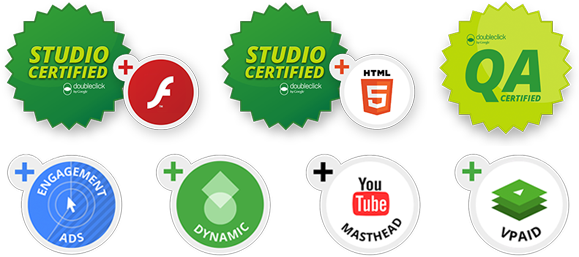 STUDIO
CERTIFIED
doubleclick
by Google
+
STUDIO
CERTIFIED
doubleclick
by Google
+
HTML
5
doubleclick
by Google
QA
CERTIFIED
+
ENGAGEMENT
ADS
+
DYNAMIC
+
You
Tube
MASTHEAD
+
VPAID